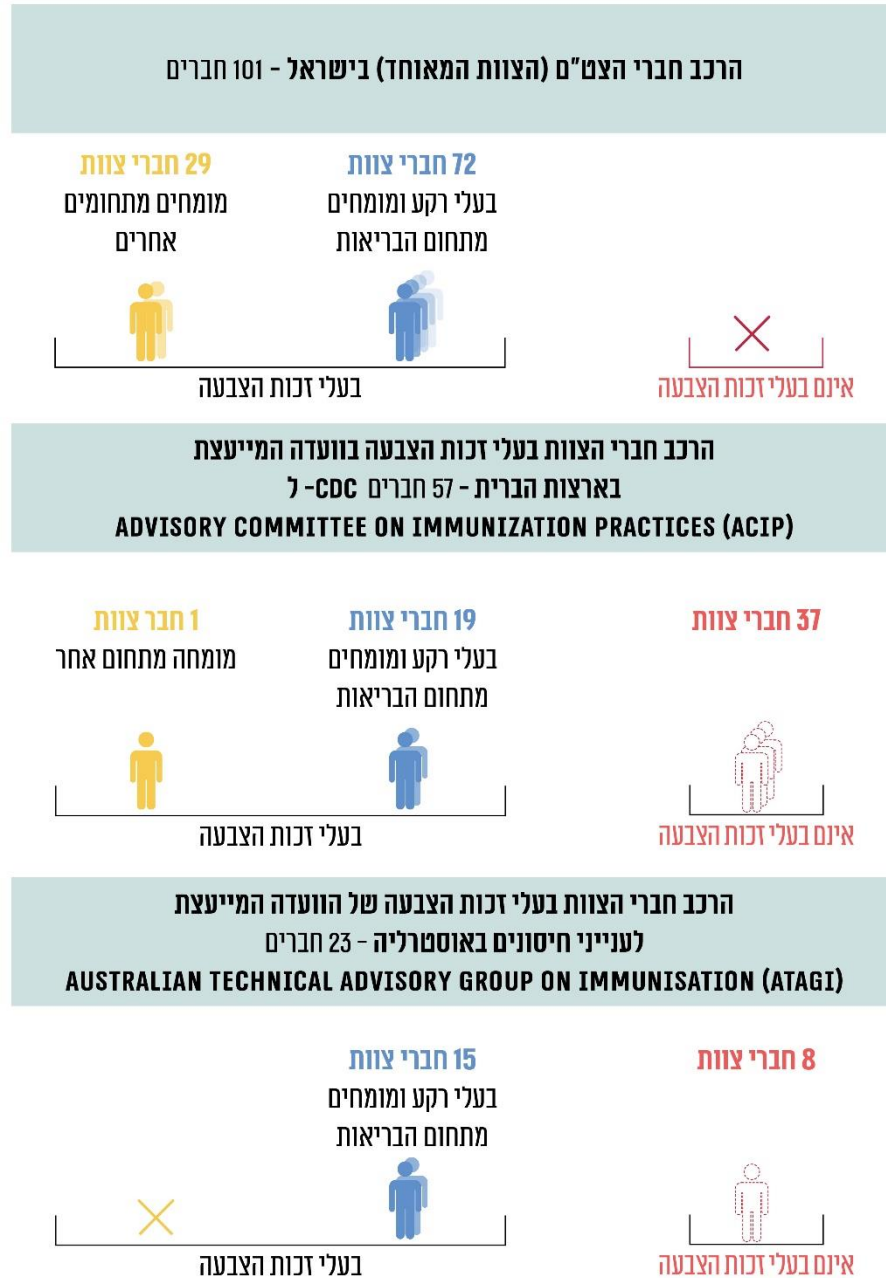 הרכב חברי הצט"ם (הצוות המאוחד) בישראל - 101 חברים
72 חברי צוות
בעלי רקע ומומחים
מתחום הבריאות
29 חברי צוות
מומחים מתחומים
אחרים
אינם בעלי זכות הצבעה
בעלי זכות הצבעה
הרכב חברי הצוות בעלי זכות הצבעה בוועדה המייעצת
בארצות הברית - 57 חברים CDC- ל
ADVISORY COMMITTEE ON IMMUNIZATION PRACTICES (ACIP)
37 חברי צוות
19 חברי צוות
בעלי רקע ומומחים
מתחום הבריאות
1 חבר צוות
מומחה מתחום אחר
אינם בעלי זכות הצבעה
בעלי זכות הצבעה
הרכב חברי הצוות בעלי זכות הצבעה של הוועדה המייעצת
לענייני חיסונים באוסטרליה - 23 חברים
AUSTRALIAN TECHNICAL ADVISORY GROUP ON IMMUNISATION (ATAGI)
8 חברי צוות
15 חברי צוות
בעלי רקע ומומחים
מתחום הבריאות
אינם בעלי זכות הצבעה
בעלי זכות הצבעה